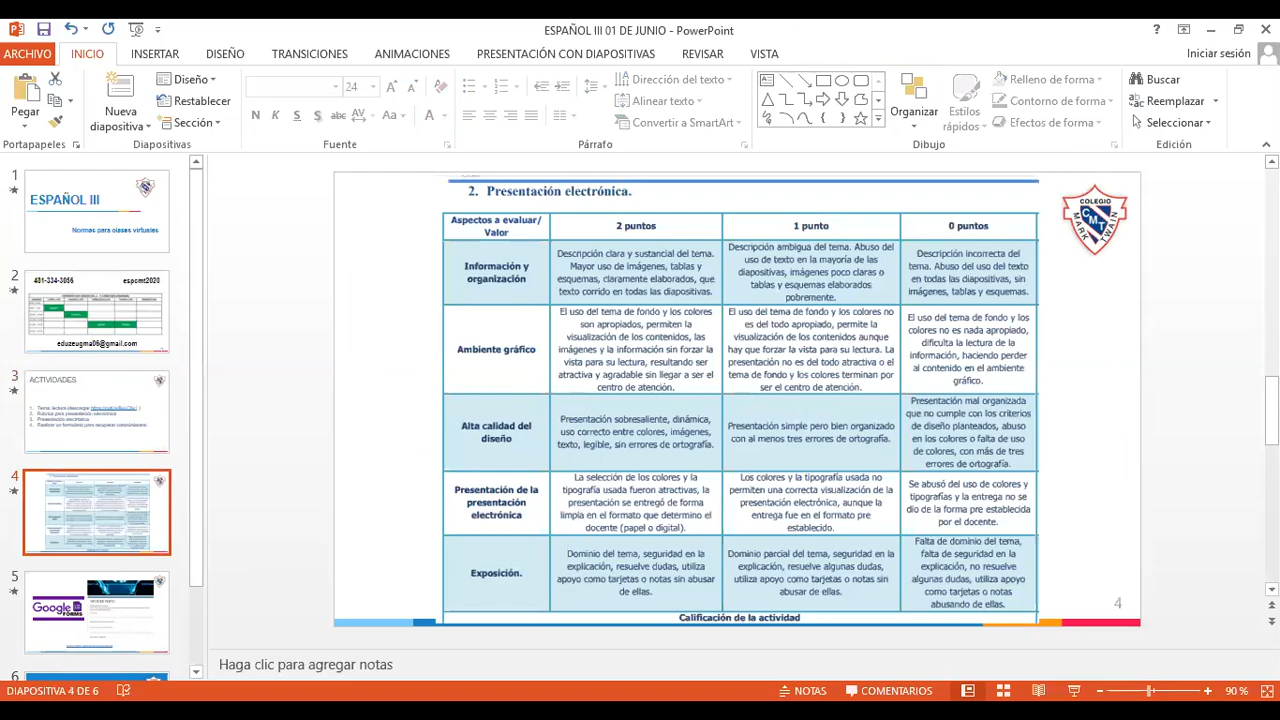 ESPAÑOL III 01 DE JUNIO - PowerPoint
ARCHIVO INICIO INSERTAR DISEÑO TRANSICIONES ANIMACIONES PRESENTACIÓN CON DIAPOSITIVAS REVISAR VISTA Iniciar sesión
Pegar
Portapapeles
Nueva
diapositiva
Diseño
Restablecer
Sección
Diapositivas
24
N K S S abc AV Aa A
Fuente
Dirección del texto
Alinear texto
Convertir a SmartArt
Párrafo
Organizar
Estilos
rápidos
Relleno de forma
Contorno de forma
Efectos de forma
Dibujo
Buscar
Reemplazar
Seleccionar
Edición
1
ESPAÑOL III
Normas para clases virtuales
2
481-334-3056 espcmt2020
eduzeugma06@gmail.com
3
ACTIVIDADES
4
5
Google
6
2. Presentación electrónica.
COLEGIO
CMT
MARK TWAIN
Aspectos a evaluar/
Valor
2 puntos
1 punto
0 puntos
Información y
organización
Descripción clara y sustancial del tema.
Mayor uso de imágenes, tablas y
esquemas, claramente elaborados, que
texto corrido en todas las diapositivas.
Descripción ambigua del tema. Abuso del
uso de texto en la mayoría de las
diapositivas, imágenes poco claras o
tablas y esquemas elaborados
pobremente.
Descripción incorrecta del
tema. Abuso del uso del texto
en todas las diapositivas, sin
imágenes, tablas y esquemas.
Ambiente gráfico
El uso del tema de fondo y los colores
son apropiados, permiten la
visualización de los contenidos, las
imágenes y la información sin forzar la
vista para su lectura, resultando ser
atractiva y agradable sin llegar a ser el
centro de atención.
El uso del tema de fondo y los colores no
es del todo apropiado, permite la
visualización de los contenidos aunque
hay que forzar la vista para su lectura. La
presentación no es del todo atractiva o el
tema de fondo y los colores terminan por
ser el centro de atención.
El uso del tema de fondo y los
colores no es nada apropiado,
dificulta la lectura de la
información, haciendo perder
al contenido en el ambiente
gráfico.
Alta calidad del
diseño
Presentación sobresaliente, dinámica,
uso correcto entre colores, imágenes,
texto, legible, sin errores de ortografía.
Presentación simple pero bien organizado
con al menos tres errores de ortografía.
Presentación mal organizada
que no cumple con los criterios
de diseño planteados, abuso
en los colores o falta de uso
de colores, con más de tres
errores de ortografía.
Presentación de la
presentación
electrónica
La selección de los colores y la
tipografía usada fueron atractivas, la
presentación se entregó de forma
limpia en el formato que determino el
docente (papel o digital).
Los colores y la tipografía usada no
permiten una correcta visualización de la
presentación electrónica, aunque la
entrega fue en el formato pre
establecido.
Se abusó del uso de colores y
tipografías y la entrega no se
dio de la forma pre establecida
por el docente.
Exposición.
Dominio del tema, seguridad en la
explicación, resuelve dudas, utiliza
apoyo como tarjetas o notas sin abusar
de ellas.
Dominio parcial del tema, seguridad en la
explicación, resuelve algunas dudas,
utiliza apoyo como tarjetas o notas sin
abusar de ellas.
Falta de dominio del tema,
falta de seguridad en la
explicación, no resuelve
algunas dudas, utiliza apoyo
como tarjetas o notas
abusando de ellas.
Calificación de la actividad
4
Haga clic para agregar notas
DIAPOSITIVA 4 DE 6 NOTAS COMENTARIOS 90 %